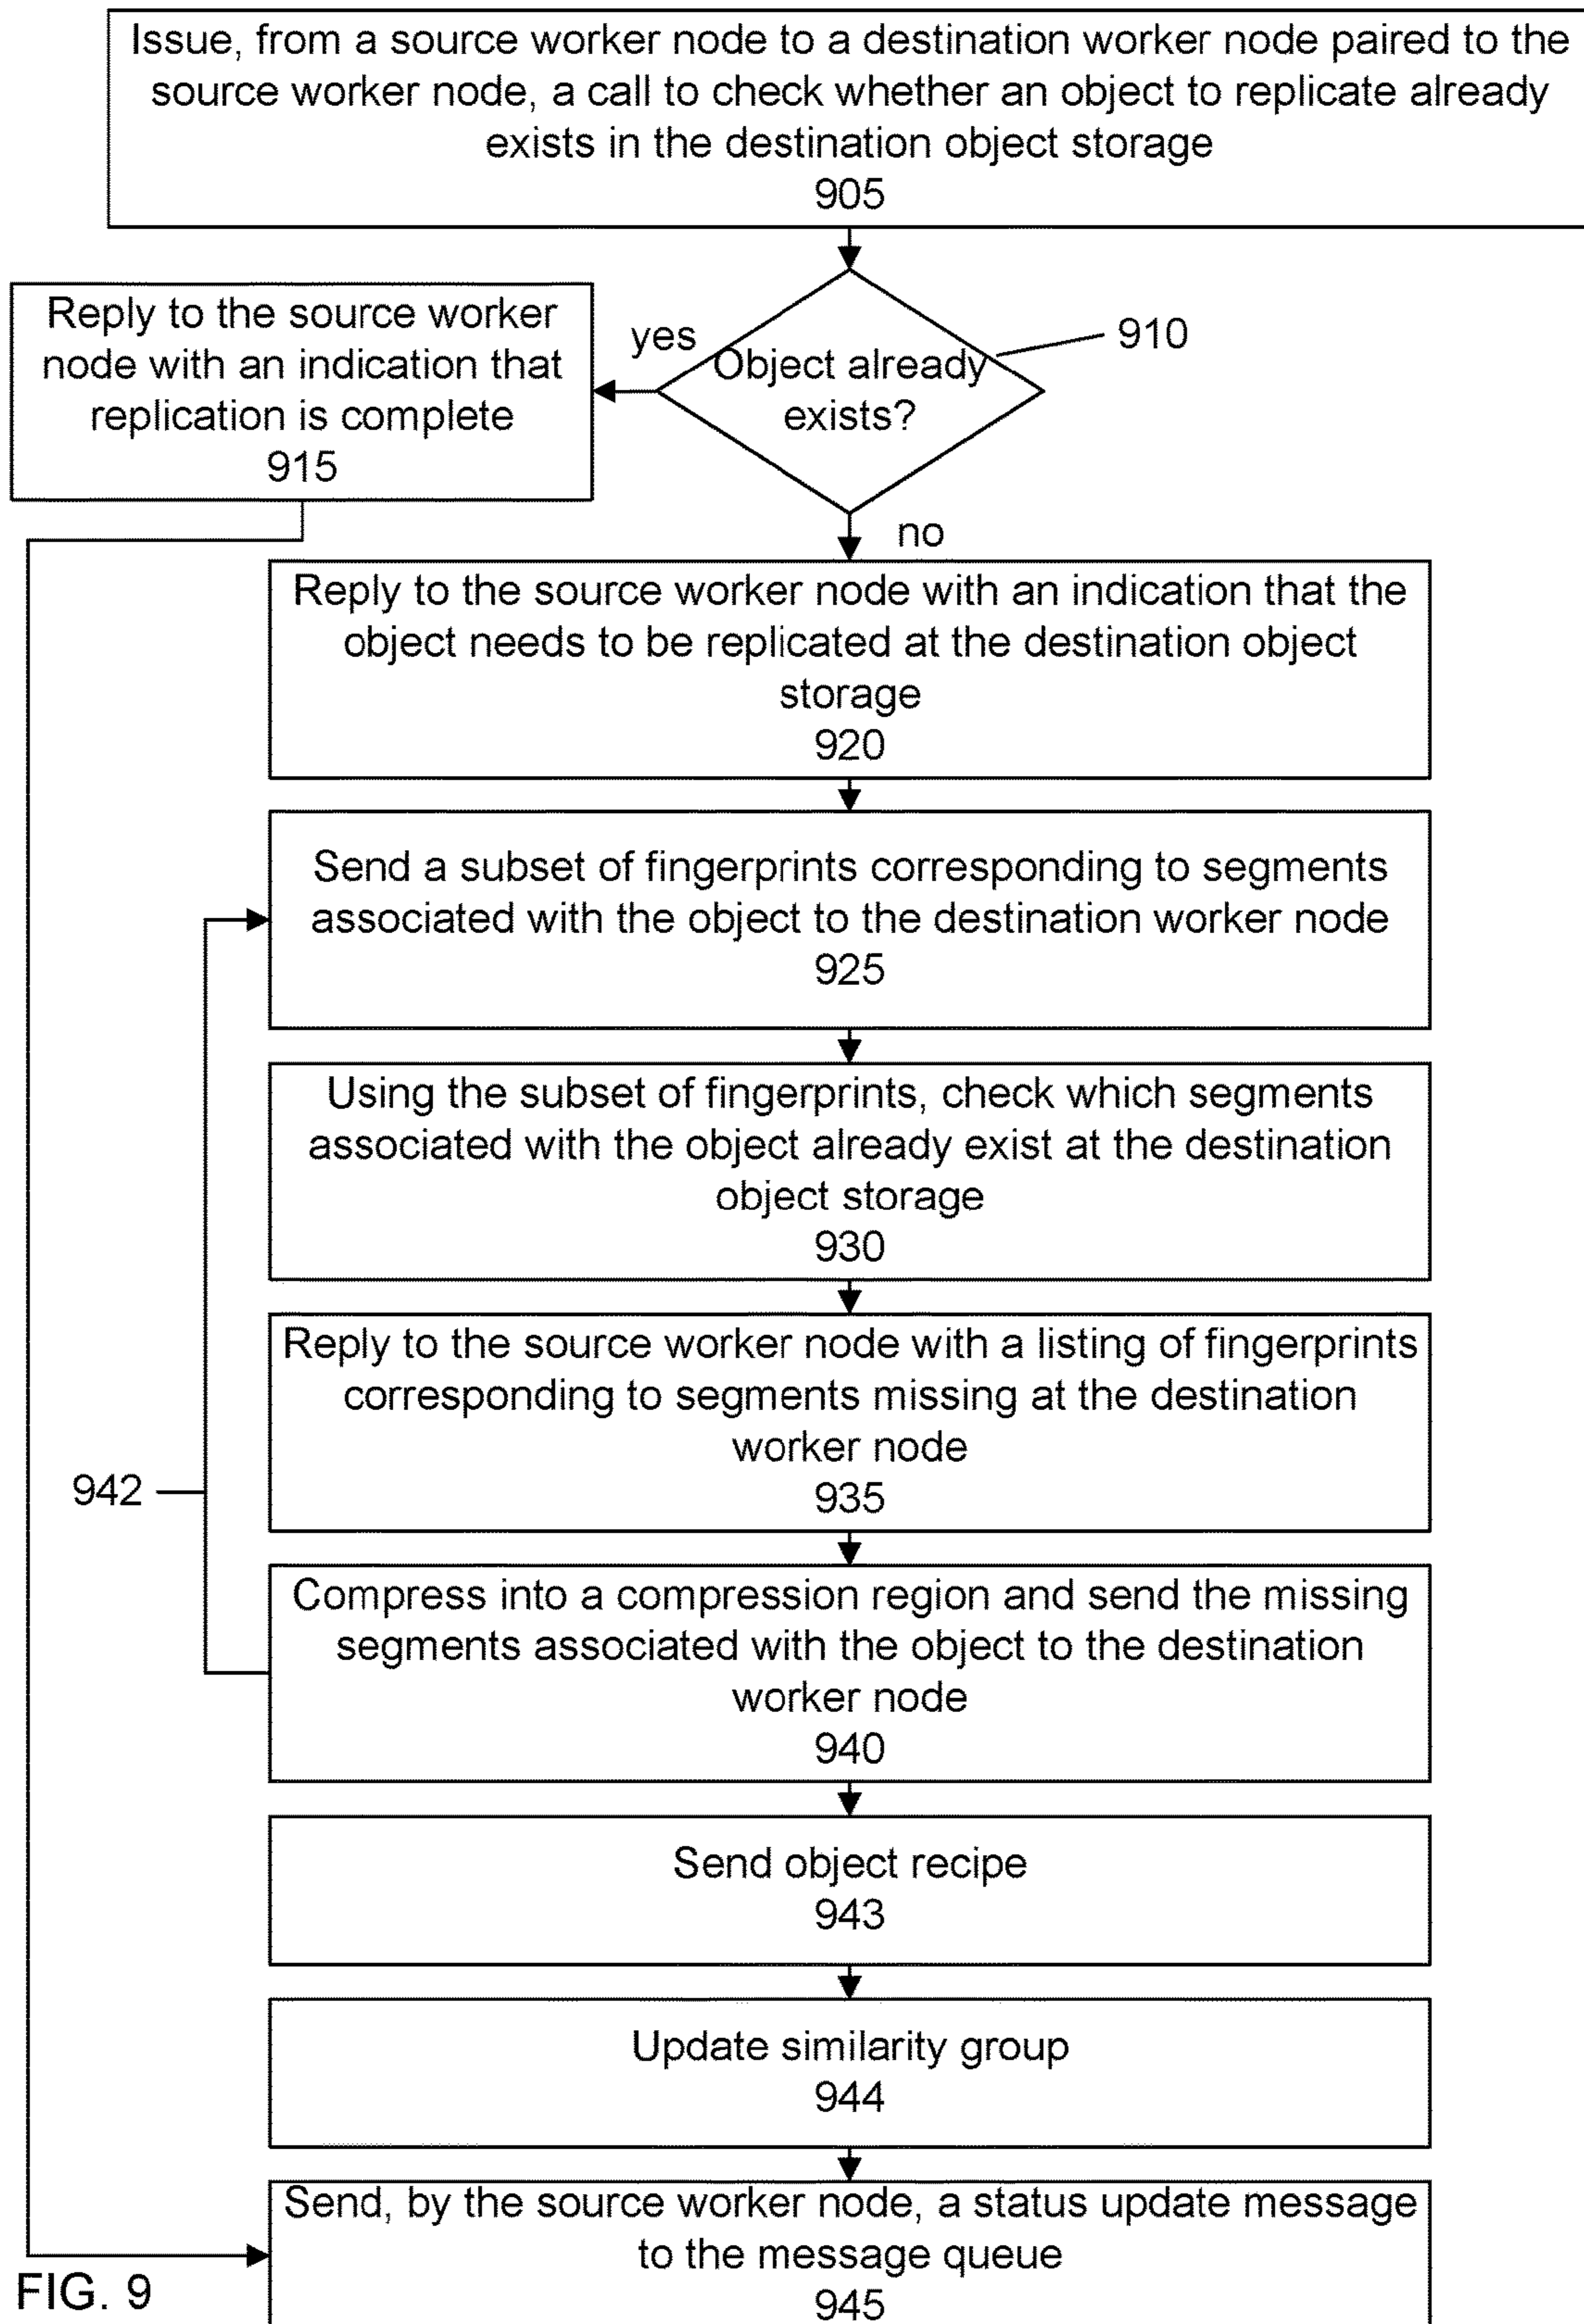 Issue, from a source worker node to a destination worker node paired to the
source worker node, a call to check whether an object to replicate already
exists in the destination object storage
905
Reply to the source worker
node with an indication that
replication is complete
915
yes
Object already
exists?
910
no
Reply to the source worker node with an indication that the
object needs to be replicated at the destination object
storage
920
Send a subset of fingerprints corresponding to segments
associated with the object to the destination worker node
925
Using the subset of fingerprints, check which segments
associated with the object already exist at the destination
object storage
930
Reply to the source worker node with a listing of fingerprints
corresponding to segments missing at the destination
worker node
935
942
Compress into a compression region and send the missing
segments associated with the object to the destination
worker node
940
Send object recipe
943
Update similarity group
944
Send, by the source worker node, a status update message
to the message queue
945
FIG. 9